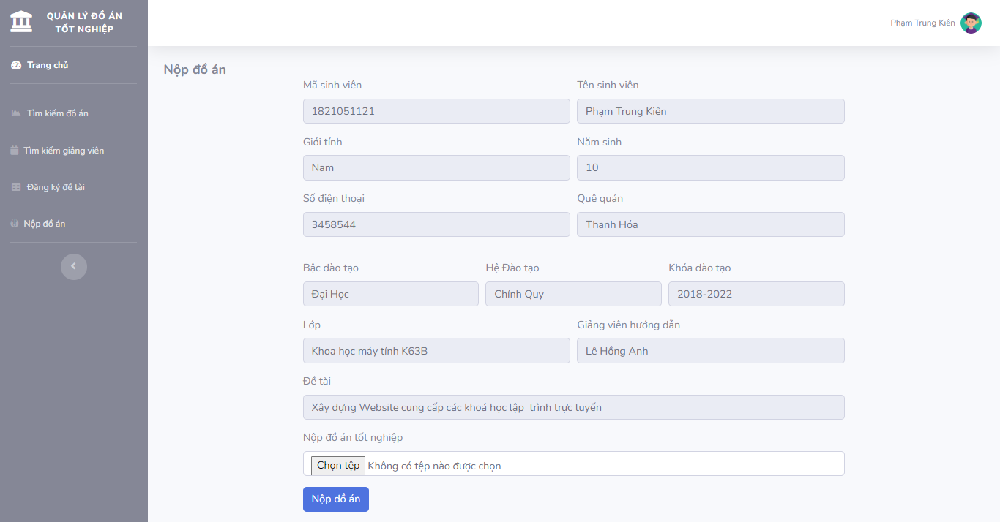 QUẢN LÝ ĐỒ ÁN
TỐT NGHIỆP
Trang chủ
Tìm kiếm đồ án
Tìm kiếm giảng viên
Đăng ký đề tài
Nộp đồ án
Phạm Trung Kiên
Nộp đồ án
Mã sinh viên
Tên sinh viên
1821051121
Phạm Trung Kiên
Giới tính
Năm sinh
Nam
10
Số điện thoại
Quê quán
3458544
Thanh Hóa
Bậc đào tạo
Hệ Đào tạo
Khóa đào tạo
Đại Học
Chính Quy
2018-2022
Lớp
Giảng viên hướng dẫn
Khoa học máy tính K63B
Lê Hồng Anh
Đề tài
Xây dựng Website cung cấp các khoá học lập  trình trực tuyến
Nộp đồ án tốt nghiệp
Chọn tệp Không có tệp nào được chọn
Nộp đồ án